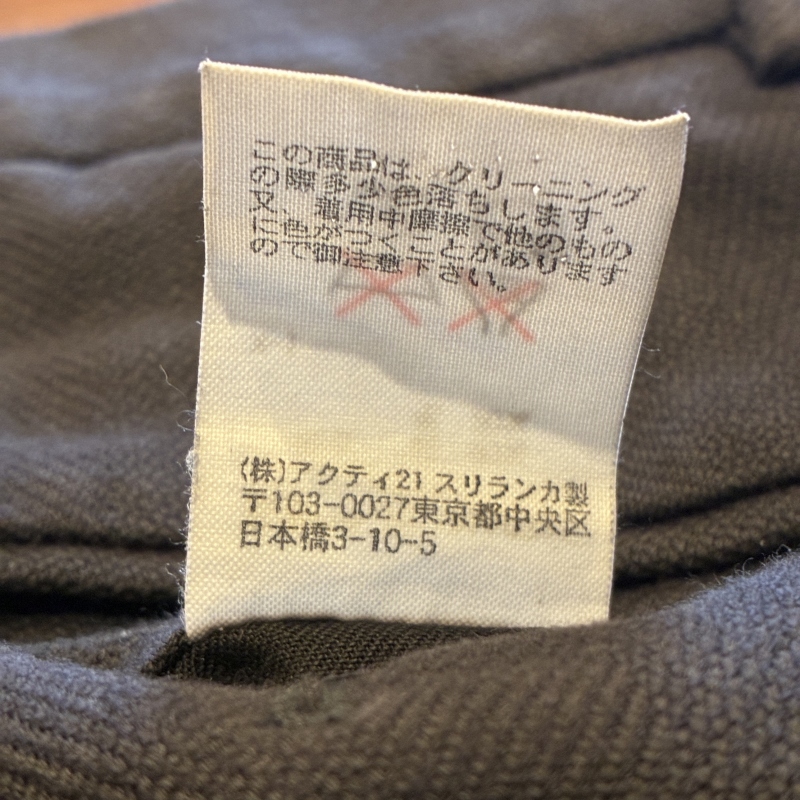 この商品は、クリーニング
の際多少色落ちします。
又、着用中摩擦で他のもの
に色がつくことがあります
ので御注意下さい。
(株)アクティ21 スリランカ製
〒103-0027東京都中央区
日本橋3-10-5